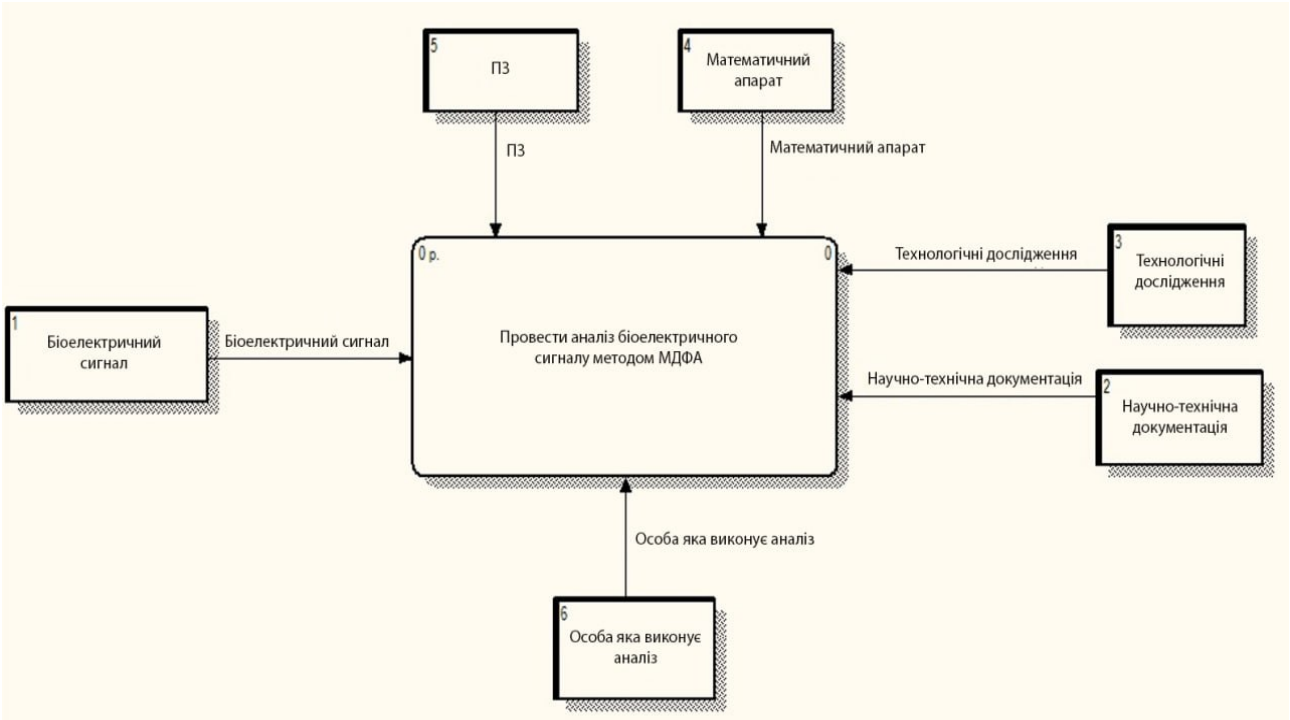 5
ПЗ
4
Математичний
апарат
ПЗ
Математичний апарат
0 р.
0
Технологічні дослідження
3
Технологічні
дослідження
1
Біоелектричний
сигнал
Біоелектричний сигнал
Провести аналіз біоелектричного
сигналу методом МДФА
Научно-технічна документація
2
Научно-технічна
документація
Особа яка виконує аналіз
6
Особа яка виконує
аналіз